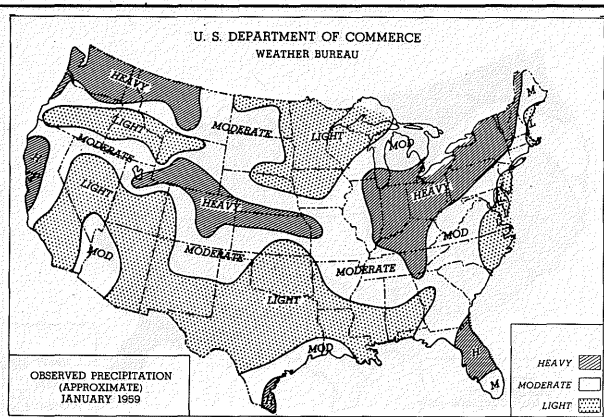 U. S. DEPARTMENT OF COMMERCE
WEATHER BUREAU
HEAVY
M
LIGHT
MODERATE
LIGHT
MOD
H
MODERATE
HEAVY
LIGHT
HEAVY
MOD
MOD
MODERATE
MODERATE
LIGHT
MOD
H
M
OBSERVED PRECIPITATION
(APPROXIMATE)
JANUARY 1959
HEAVY
MODERATE
LIGHT